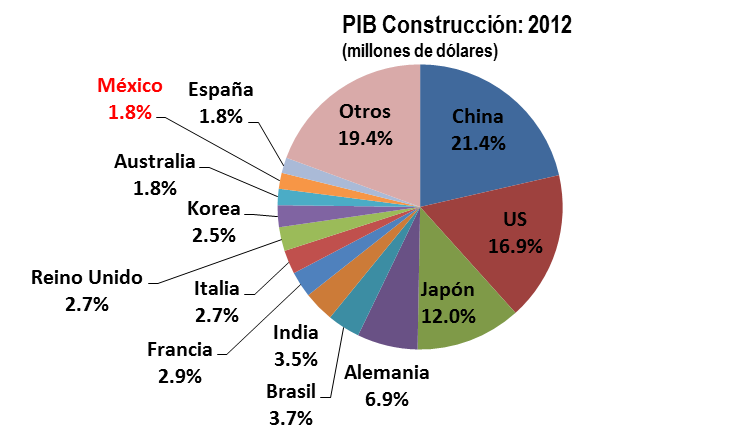 PIB Construcción: 2012
(millones de dólares)
China
21.4%
US
16.9%
Japón
12.0%
Alemania
6.9%
Brasil
3.7%
India
3.5%
Francia
2.9%
Italia
2.7%
Reino Unido
2.7%
Korea
2.5%
Australia
1.8%
México
1.8%
España
1.8%
Otros
19.4%